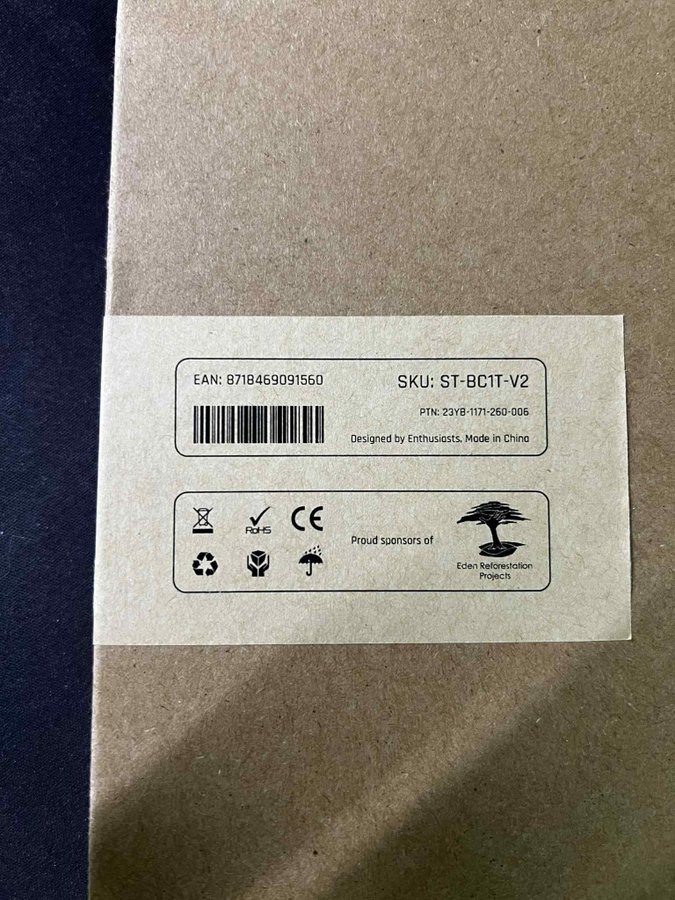 EAN: 8718469091560
SKU: ST-BC1T-V2
PTN: 23YB-1171-260-006
Designed by Enthusiasts. Made in China
RoHS
CE
Proud sponsors of
Eden Reforestation
Projects